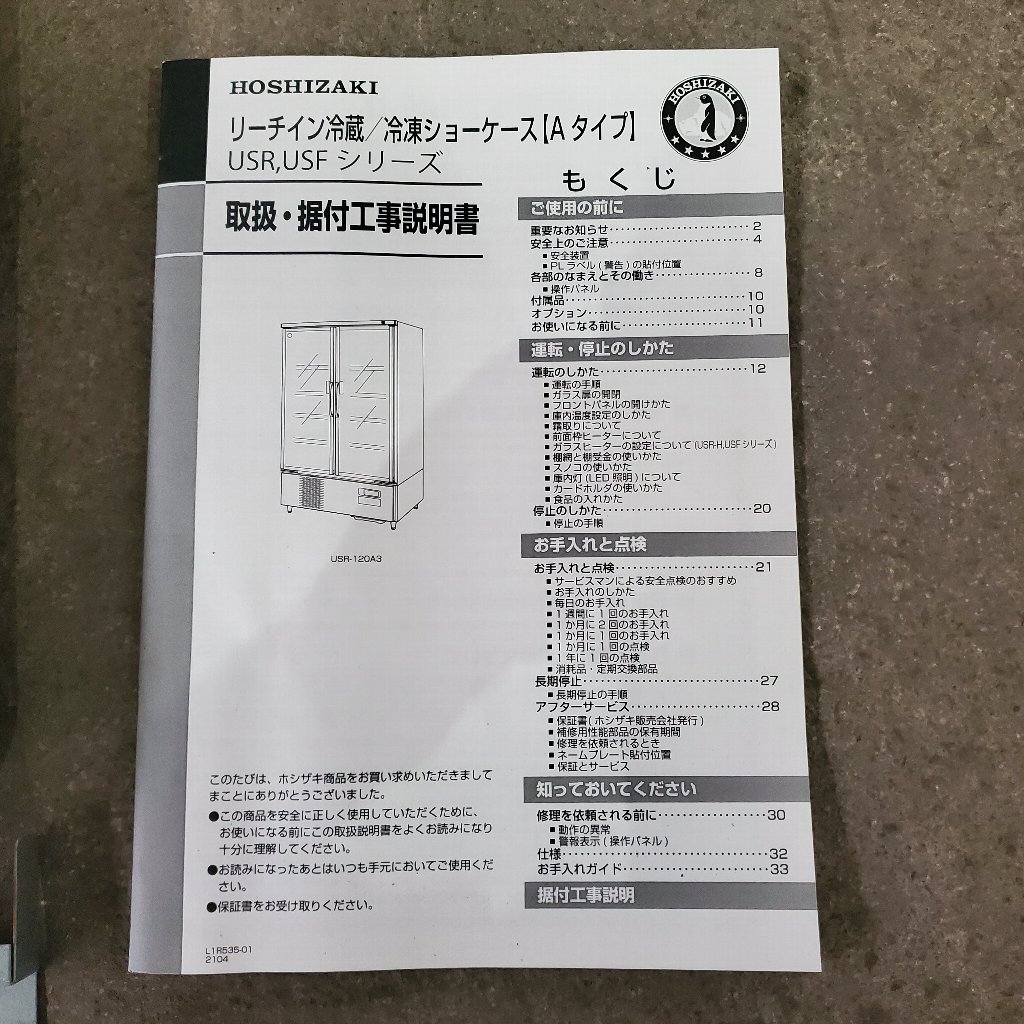 HOSHIZAKI
リーチイン冷蔵／冷凍ショーケース【A タイプ】
USR,USF シリーズ
取扱・据付工事説明書
HOSHIZAKI
USR-120A3
このたびは、ホシザキ商品をお買い求めいただきまして
まことにありがとうございました。
●この商品を安全に正しく使用していただくために、
お使いになる前にこの取扱説明書をよくお読みになり
十分に理解してください。
●お読みになったあとはいつも手元においてご使用くだ
さい。
●保証書をお受け取りください。
L1R535-01
2104
もくじ
ご使用の前に
重要なお知らせ 2
安全上のご注意 4
■ 安全装置
■ PL ラベル ( 警告 ) の貼付位置
各部のなまえとその働き 8
■ 操作パネル
付属品 10
オプション 10
お使いになる前に 11
運転・停止のしかた
運転のしかた 12
■ 運転の手順
■ ガラス扉の開閉
■ フロントパネルの開けかた
■ 庫内温度設定のしかた
■ 霜取りについて
■ 前面枠ヒーターについて
■ ガラスヒーターの設定について (USR-H,USF シリーズ )
■ 棚網と棚受金の使いかた
■ スノコの使いかた
■ 庫内灯 (LED 照明 ) について
■ カードホルダの使いかた
■ 食品の入れかた
停止のしかた 20
■ 停止の手順
お手入れと点検
お手入れと点検 21
■ サービスマンによる安全点検のおすすめ
■ お手入れのしかた
■ 毎日のお手入れ
■ 1 週間に 1 回のお手入れ
■ 1 か月に 2 回のお手入れ
■ 1 か月に 1 回のお手入れ
■ 1 か月に 1 回の点検
■ 1 年に 1 回の点検
■ 消耗品・定期交換部品
長期停止 27
■ 長期停止の手順
アフターサービス 28
■ 保証書( ホシザキ販売会社発行 )
■ 補修用性能部品の保有期間
■ 修理を依頼されるとき
■ ネームプレート貼付位置
■ 保証とサービス
知っておいてください
修理を依頼される前に 30
■ 動作の異常
■ 警報表示 ( 操作パネル )
仕様 32
お手入れガイド 33
据付工事説明